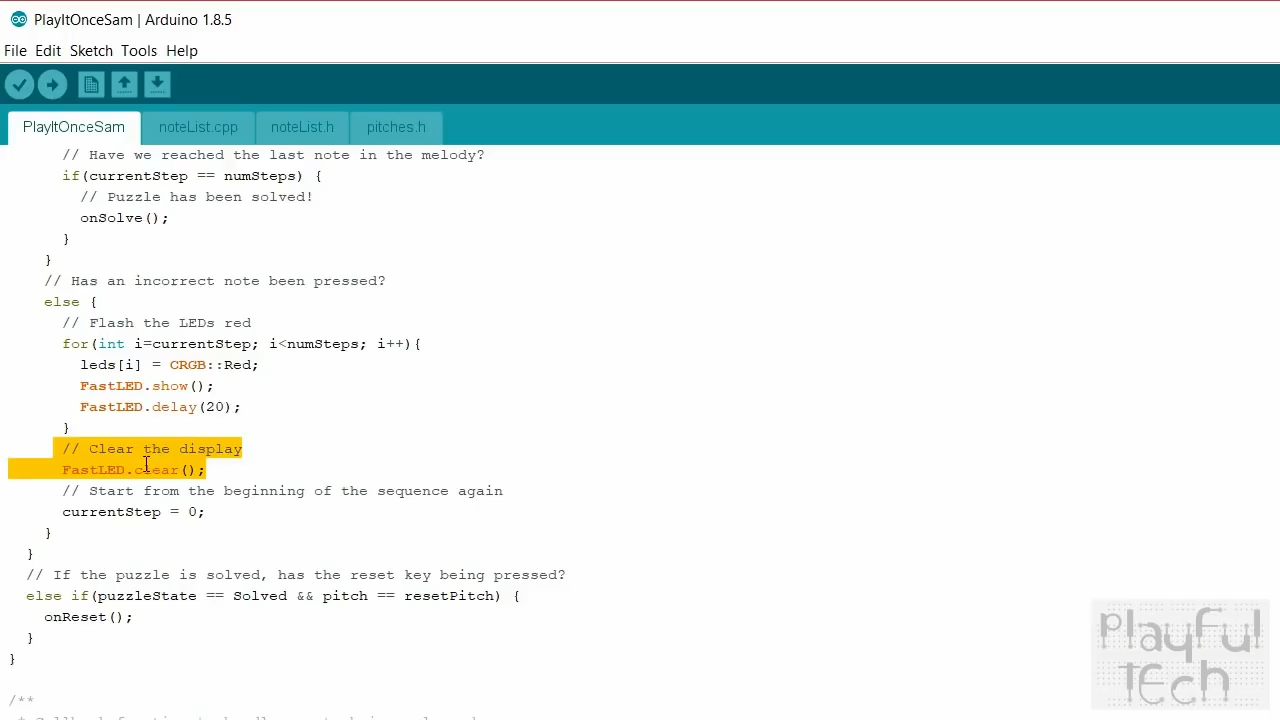 PlayItOnceSam | Arduino 1.8.5
File Edit Sketch Tools Help
PlayItOnceSam noteList.cpp noteList.h pitches.h
// Have we reached the last note in the melody?
if(currentStep == numSteps) {
// Puzzle has been solved!
onSolve();
}
}
// Has an incorrect note been pressed?
else {
// Flash the LEDs red
for(int i=currentStep; i<numSteps; i++){
leds[i] = CRGB::Red;
FastLED.show();
FastLED.delay(20);
}
// Clear the display
FastLED.clear();
// Start from the beginning of the sequence again
currentStep = 0;
}
}
// If the puzzle is solved, has the reset key being pressed?
else if(puzzleState == Solved && pitch == resetPitch) {
onReset();
}
}
/**
playful
tech